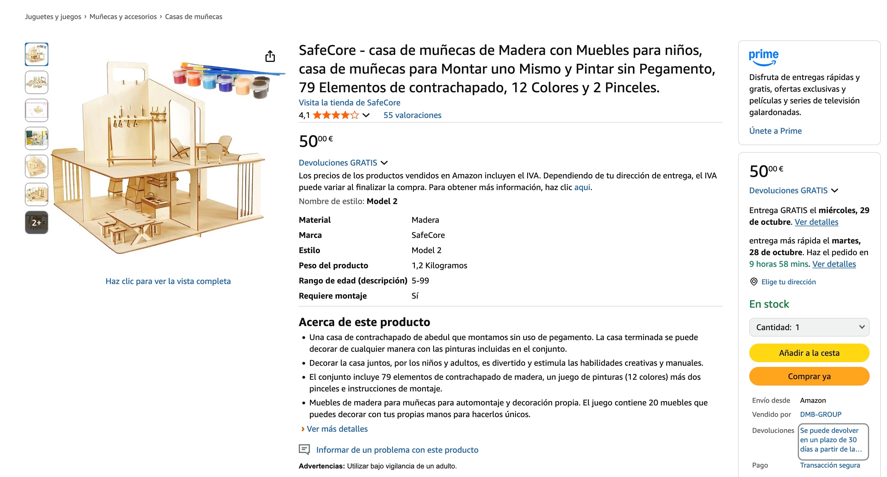 Juguetes y juegos › Muñecas y accesorios › Casas de muñecas
SafeCore - casa de muñecas de Madera con Muebles para niños,
casa de muñecas para Montar uno Mismo y Pintar sin Pegamento,
79 Elementos de contrachapado, 12 Colores y 2 Pinceles.
Visita la tienda de SafeCore
4,1 55 valoraciones
50,00 €
Devoluciones GRATIS
Los precios de los productos vendidos en Amazon incluyen el IVA. Dependiendo de tu dirección de entrega, el IVA
puede variar al finalizar la compra. Para obtener más información, haz clic aquí.
Nombre de estilo: Model 2
Material Madera
Marca SafeCore
Estilo Model 2
Peso del producto 1,2 Kilogramos
Rango de edad (descripción) 5-99
Requiere montaje Sí
Acerca de este producto
• Una casa de contrachapado de abedul que montamos sin uso de pegamento. La casa terminada se puede
decorar de cualquier manera con las pinturas incluidas en el conjunto.
• Decorar la casa juntos, por los niños y adultos, es divertido y estimula las habilidades creativas y manuales.
• El conjunto incluye 79 elementos de contrachapado de madera, un juego de pinturas (12 colores) más dos
pinceles e instrucciones de montaje.
• Muebles de madera para muñecas para automontaje y decoración propia. El juego contiene 20 muebles que
puedes decorar con tus propias manos para hacerlos únicos.
› Ver más detalles
Informar de un problema con este producto
Advertencias: Utilizar bajo vigilancia de un adulto.
2+
Haz clic para ver la vista completa
prime
Disfruta de entregas rápidas y
gratis, ofertas exclusivas y
películas y series de televisión
galardonadas.
Únete a Prime
50,00 €
Devoluciones GRATIS
Entrega GRATIS el miércoles, 29
de octubre. Ver detalles
entrega más rápida el martes,
28 de octubre. Haz el pedido en
9 horas 58 mins. Ver detalles
Elige tu dirección
En stock
Cantidad: 1
Añadir a la cesta
Comprar ya
Envío desde Amazon
Vendido por DMB-GROUP
Devoluciones Se puede devolver
en un plazo de 30
días a partir de la...
Pago Transacción segura